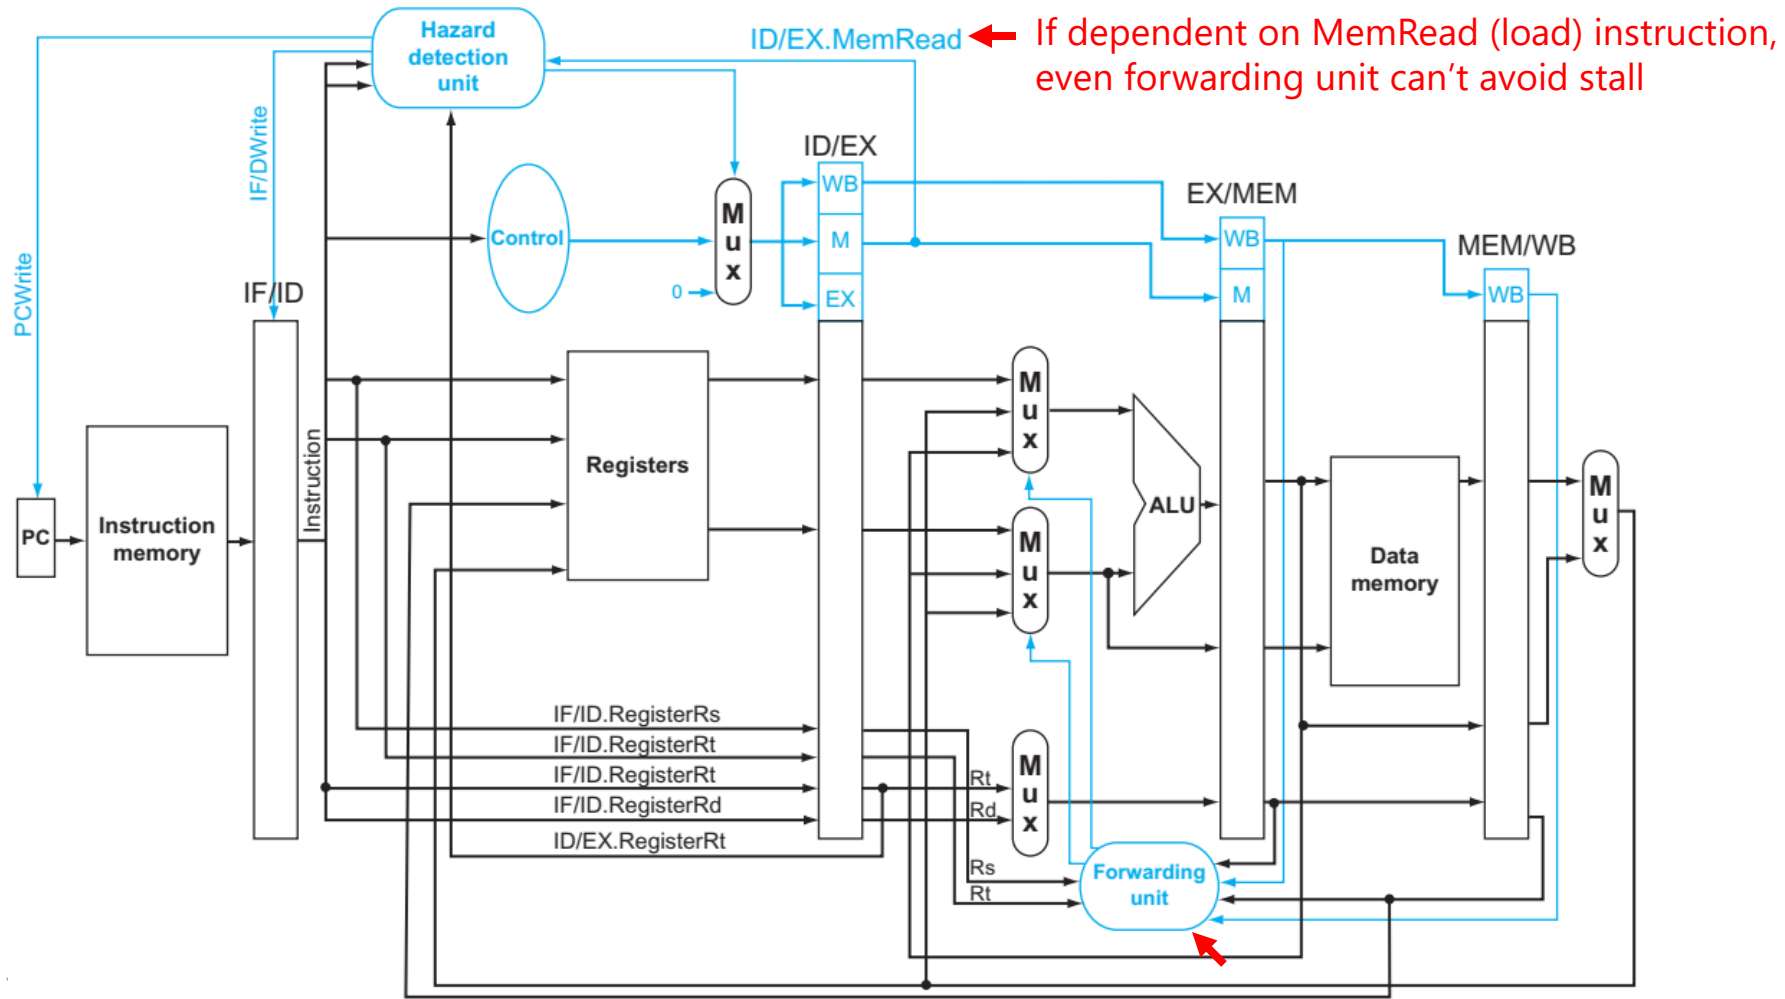 Hazard
detection
unit
ID/EX.MemRead
If dependent on MemRead (load) instruction,
even forwarding unit can't avoid stall
IF/DWrite
PCWrite
ID/EX
WB
M
EX
EX/MEM
WB
M
MEM/WB
WB
Control
M
u
x
0
IF/ID
Instruction
PC
Instruction
memory
Registers
M
u
x
M
u
x
ALU
Data
memory
M
u
x
IF/ID.RegisterRs
IF/ID.RegisterRt
IF/ID.RegisterRt
IF/ID.RegisterRd
ID/EX.RegisterRt
Rt
Rd
M
u
x
Rs
Rt
Forwarding
unit